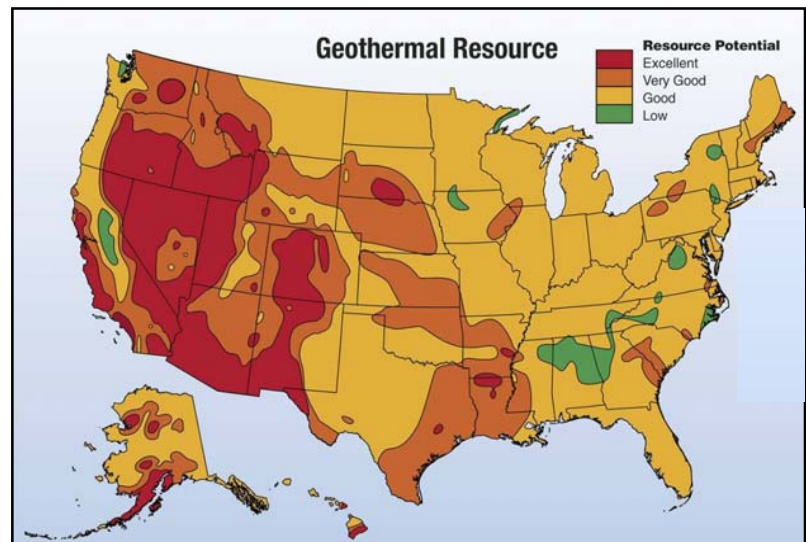 Geothermal Resource
Resource Potential
Excellent
Very Good
Good
Low